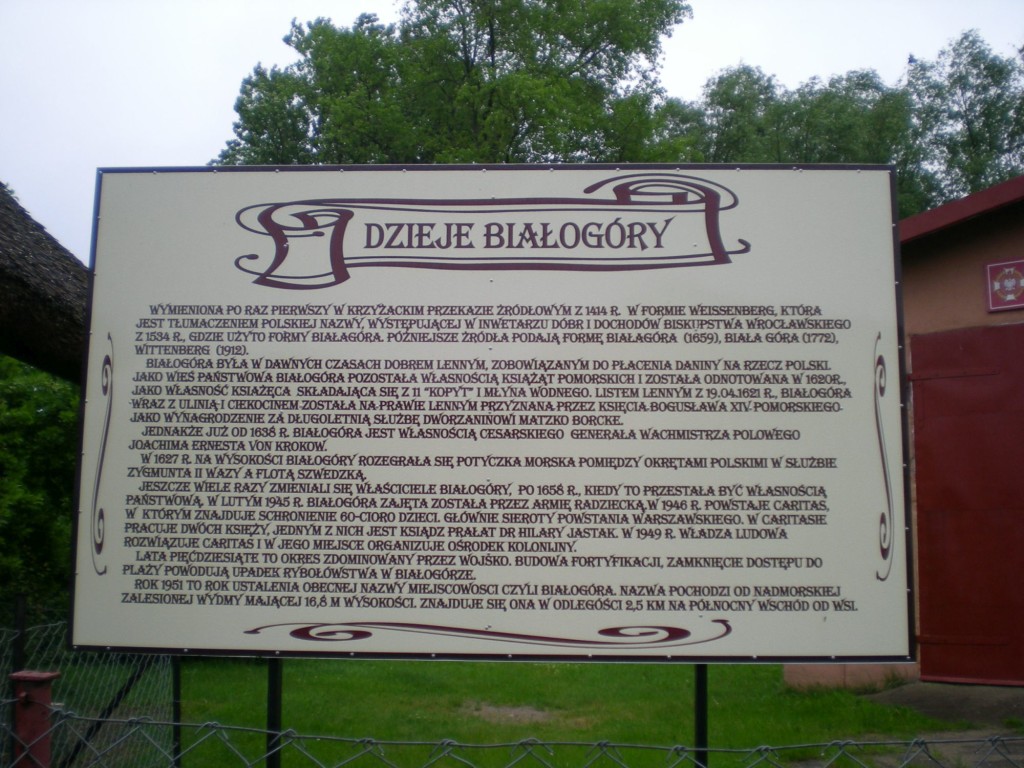 DZIEJE BIAŁOGÓRY
WYMIENIONA PO RAZ PIERWSZY W KRZYŻACKIM PRZEKAZIE ŹRÓDŁOWYM Z 1414 R. W FORMIE WEISSENBERG, KTÓRA
JEST TŁUMACZENIEM POLSKIEJ NAZWY, WYSTĘPUJĄCEJ W INWETARZU DÓBR I DOCHODÓW BISKUPSTWA WROCŁAWSKIEGO
Z 1534 R., GDZIE UŻYTO FORMY BIAŁAGÓRA. PÓŹNIEJSZE ŹRÓDŁA PODAJĄ FORMĘ BIAŁAGÓRA (1659), BIAŁA GÓRA (1772),
WITTENBERG (1912).
BIAŁOGÓRA BYŁA W DAWNYCH CZASACH DOBREM LENNYM, ZOBOWIĄZANYM DO PŁACENIA DANINY NA RZECZ POLSKI.
JAKO WIEŚ PAŃSTWOWA BIAŁOGÓRA POZOSTAŁA WŁASNOŚCIĄ KSIĄŻĄT POMORSKICH I ZOSTAŁA ODNOTOWANA W 1620R.,
JAKO WŁASNOŚĆ KSIĄŻĘCA SKŁADAJĄCA SIĘ Z 11 "KOPYT" I MŁYNA WODNEGO. LISTEM LENNYM Z 19.04.1621 R., BIAŁOGÓRA
WRAZ Z ULINIĄ I CIEKOCINEM ZOSTAŁA NA PRAWIE LENNYM PRZYZNANA PRZEZ KSIĘCIA BOGUSŁAWA XIV POMORSKIEGO
JAKO WYNAGRODZENIE ZA DŁUGOLETNIĄ SŁUŻBĘ DWORZANINOWI MATZKO BORCKE.
JEDNAKŻE JUŻ OD 1638 R. BIAŁOGÓRA JEST WŁASNOŚCIĄ CESARSKIEGO GENERAŁA WACHMISTRZA POLOWEGO
JOACHIMA ERNESTA VON KROKOW.
W 1627 R. NA WYSOKOŚCI BIAŁOGÓRY ROZEGRAŁA SIĘ POTYCZKA MORSKA POMIĘDZY OKRĘTAMI POLSKIMI W SŁUŻBIE
ZYGMUNTA II WAZY A FLOTĄ SZWEDZKĄ.
JESZCZE WIELE RAZY ZMIENIALI SIĘ WŁAŚCICIELE BIAŁOGÓRY, PO 1658 R., KIEDY TO PRZESTAŁA BYĆ WŁASNOŚCIĄ
PAŃSTWOWĄ. W LUTYM 1945 R. BIAŁOGÓRA ZAJĘTA ZOSTAŁA PRZEZ ARMIĘ RADZIECKĄ.W 1946 R. POWSTAJE CARITAS,
W KTÓRYM ZNAJDUJE SCHRONIENIE 60-CIORO DZIECI. GŁÓWNIE SIEROTY POWSTANIA WARSZAWSKIEGO. W CARITASIE
PRACUJE DWÓCH KSIĘŻY, JEDNYM Z NICH JEST KSIĄDZ PRAŁAT DR HILARY JASTAK. W 1949 R. WŁADZA LUDOWA
ROZWIĄZUJE CARITAS I W JEGO MIEJSCE ORGANIZUJE OŚRODEK KOLONIJNY.
LATA PIĘĆDZIESIĄTE TO OKRES ZDOMINOWANY PRZEZ WOJSKO. BUDOWA FORTYFIKACJI, ZAMKNIĘCIE DOSTĘPU DO
PLAŻY POWODUJĄ UPADEK RYBOŁÓWSTWA W BIAŁOGÓRZE.
ROK 1951 TO ROK USTALENIA OBECNEJ NAZWY MIEJSCOWOSCI CZYLI BIAŁOGÓRA. NAZWA POCHODZI OD NADMORSKIEJ
ZALESIONEJ WYDMY MAJĄCEJ 16,8 M WYSOKOŚCI. ZNAJDUJE SIĘ ONA W ODLEGÓŚCI 2,5 KM NA PÓŁNOCNY WSCHÓD OD WSI.